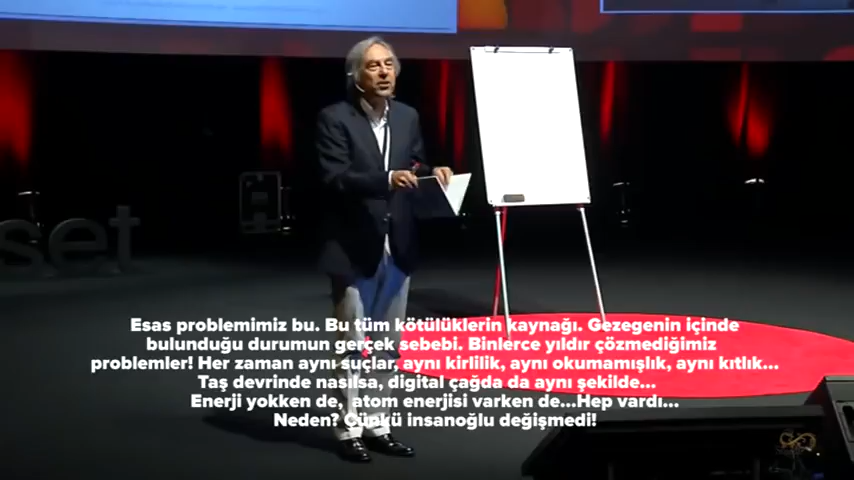 set
Esas problemimiz bu. Bu tüm kötülüklerin kaynağı. Gezegenin içinde
bulunduğu durumun gerçek sebebi. Binlerce yıldır çözmediğimiz
problemler! Her zaman aynı suçlar, aynı kirlilik, aynı okumamışlık, aynı kıtlık...
Taş devrinde nasılsa, digital çağda da aynı şekilde...
Enerji yokken de, atom enerjisi varken de...Hep vardı...
Neden? Çünkü insanoğlu değişmedi!